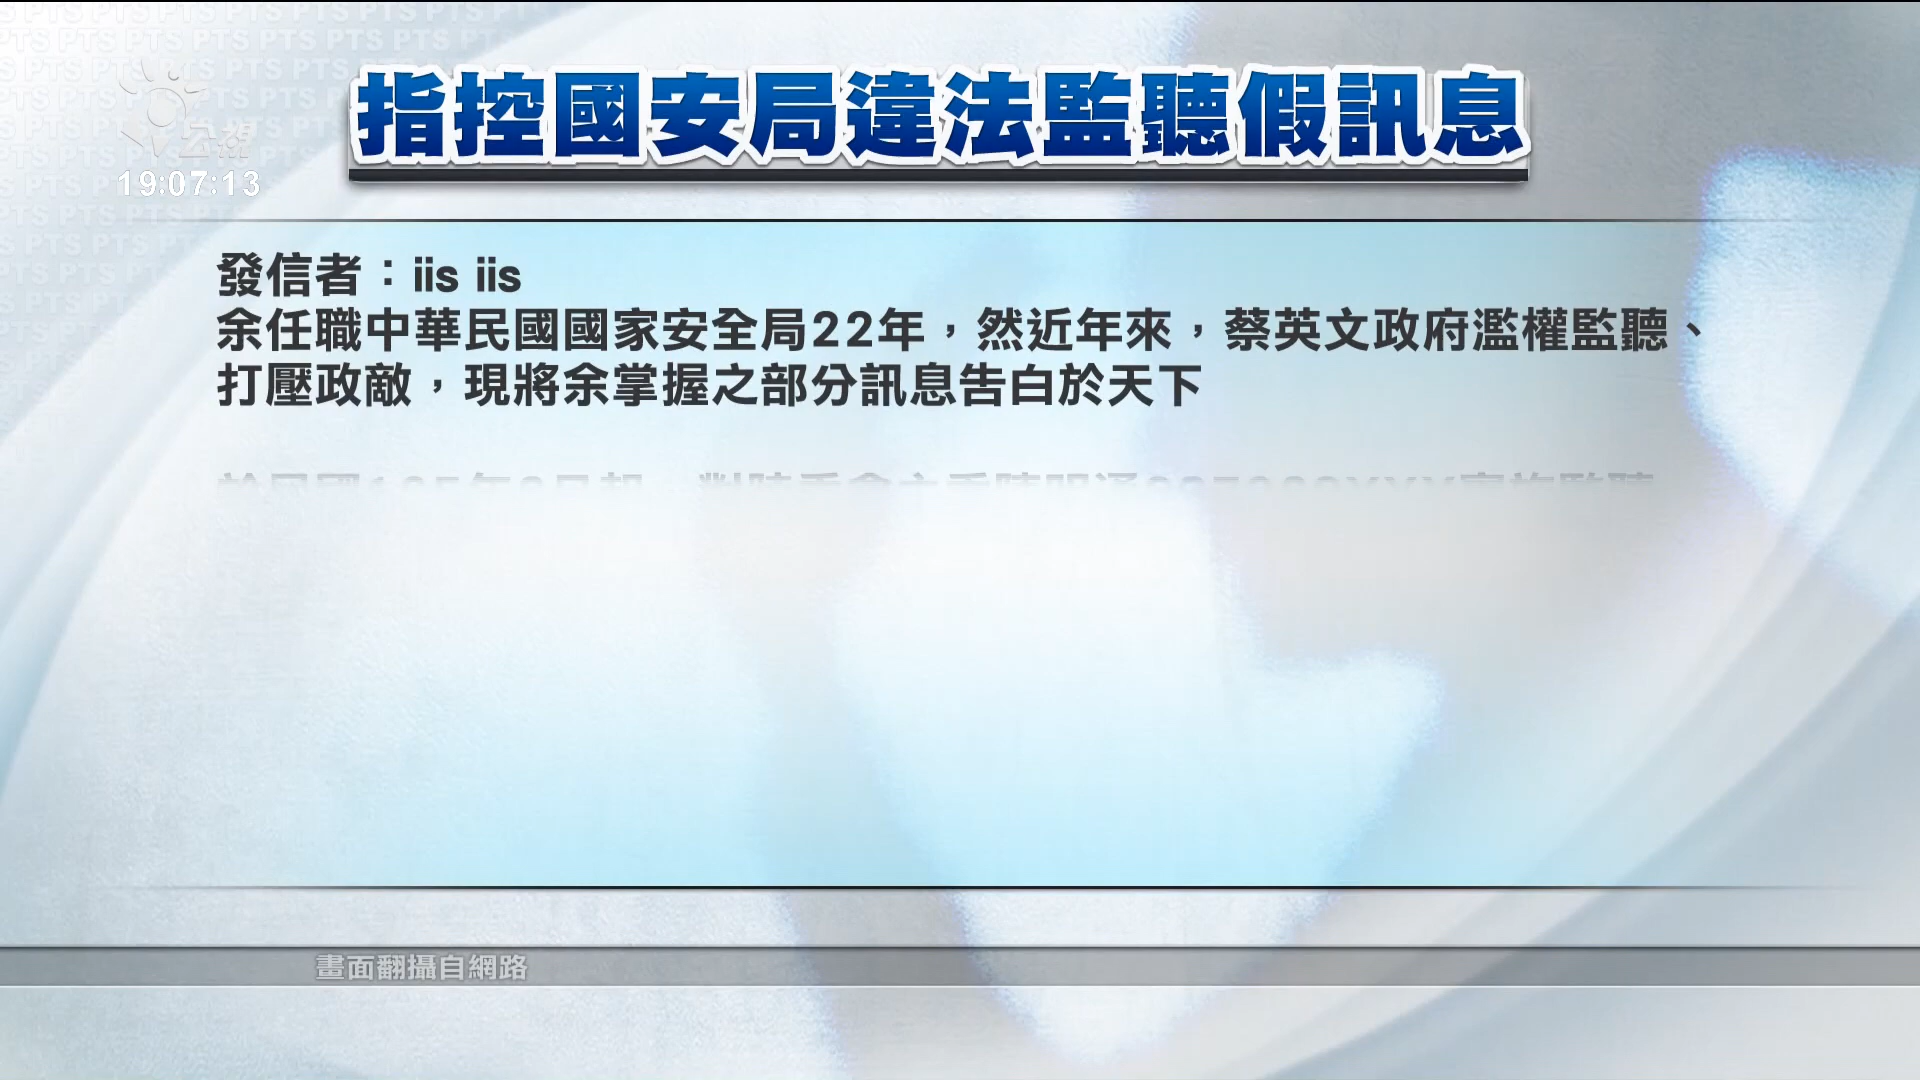 指控國安局違法監聽假訊息
公視
19:07:13
發信者：iis iis
余任職中華民國國家安全局22年，然近年來，蔡英文政府濫權監聽、
打壓政敵，現將余掌握之部分訊息告白於天下
畫面翻攝自網路